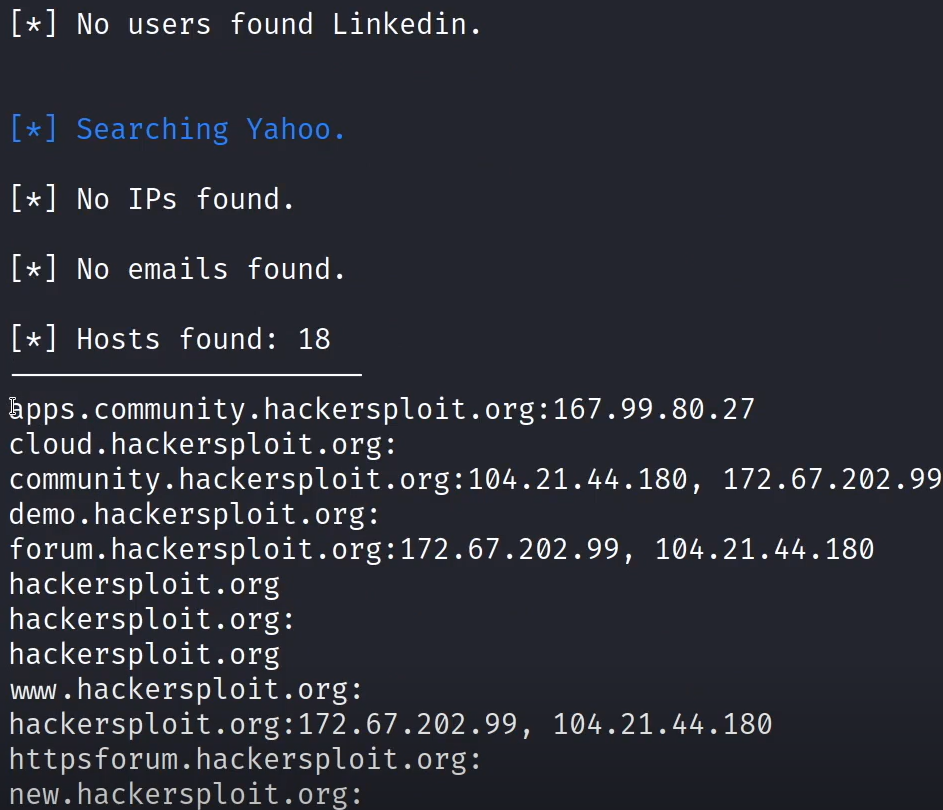 [*] No users found Linkedin.
[*] Searching Yahoo.
[*] No IPs found.
[*] No emails found.
[*] Hosts found: 18
apps.community.hackersploit.org:167.99.80.27
cloud.hackersploit.org:
community.hackersploit.org:104.21.44.180, 172.67.202.99
demo.hackersploit.org:
forum.hackersploit.org:172.67.202.99, 104.21.44.180
hackersploit.org
hackersploit.org:
hackersploit.org
www.hackersploit.org:
hackersploit.org:172.67.202.99, 104.21.44.180
httpsforum.hackersploit.org:
new.hackersploit.org: